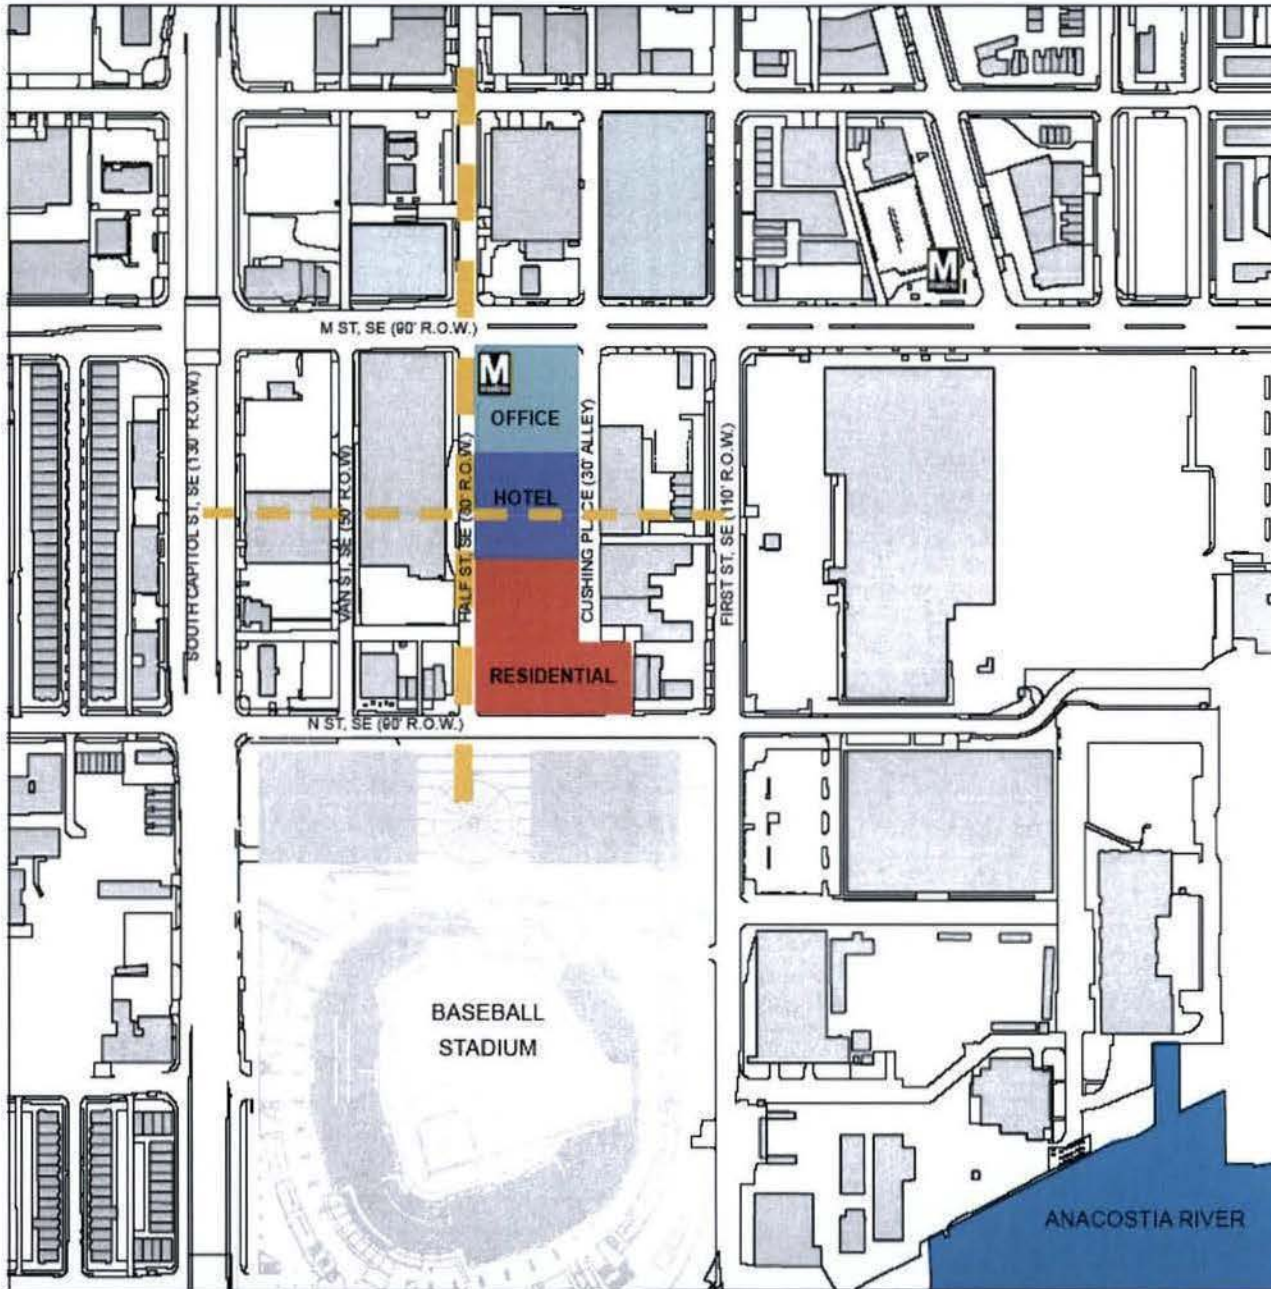 M
M ST, SE (90' R.O.W.)
M
OFFICE
HOTEL
RESIDENTIAL
SOUTH CAPITOL ST, SE (130' R.O.W.)
VAN ST, SE (50' R.O.W)
HALF ST, SE (80' R.O.W.)
CUSHING PLACE (30' ALLEY)
FIRST ST, SE (110' R.O.W.)
N ST, SE (90' R.O.W.)
BASEBALL
STADIUM
ANACOSTIA RIVER